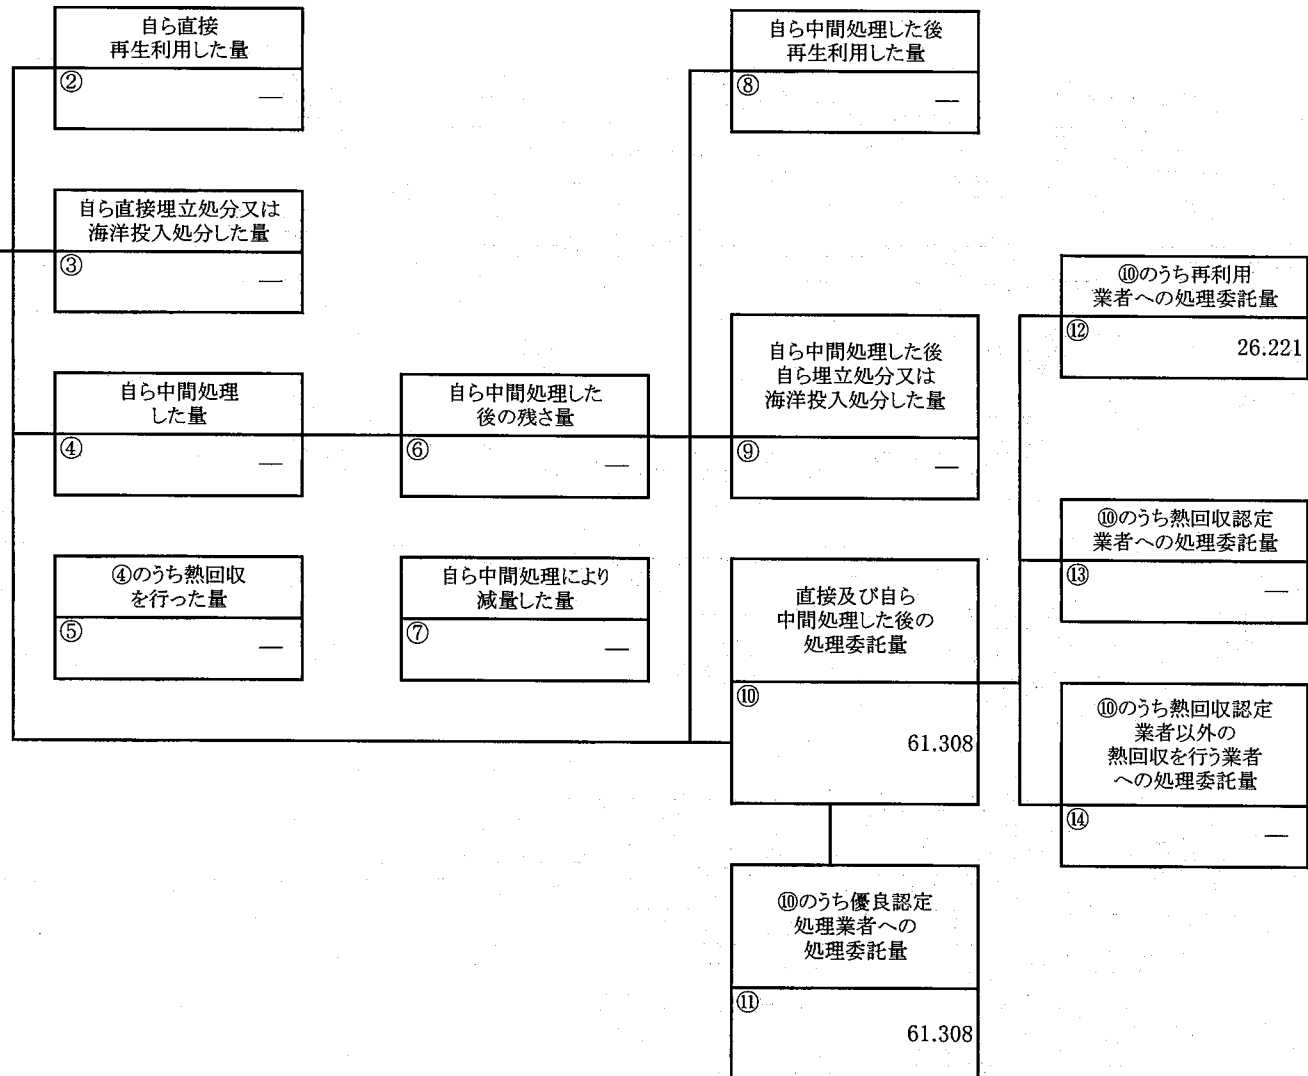 自ら直接
再生利用した量
②
—
自ら直接埋立処分又は
海洋投入処分した量
③
—
自ら中間処理
した量
④
—
④のうち熱回収
を行った量
⑤
—
自ら中間処理した
後の残さ量
⑥
—
自ら中間処理により
減量した量
⑦
—
自ら中間処理した後
再生利用した量
⑧
—
自ら中間処理した後
自ら埋立処分又は
海洋投入処分した量
⑨
—
直接及び自ら
中間処理した後の
処理委託量
⑩
61.308
⑩のうち優良認定
処理業者への
処理委託量
⑪
61.308
⑩のうち再利用
業者への処理委託量
⑫
26.221
⑩のうち熱回収認定
業者への処理委託量
⑬
—
⑩のうち熱回収認定
業者以外の
熱回収を行う業者
への処理委託量
⑭
—